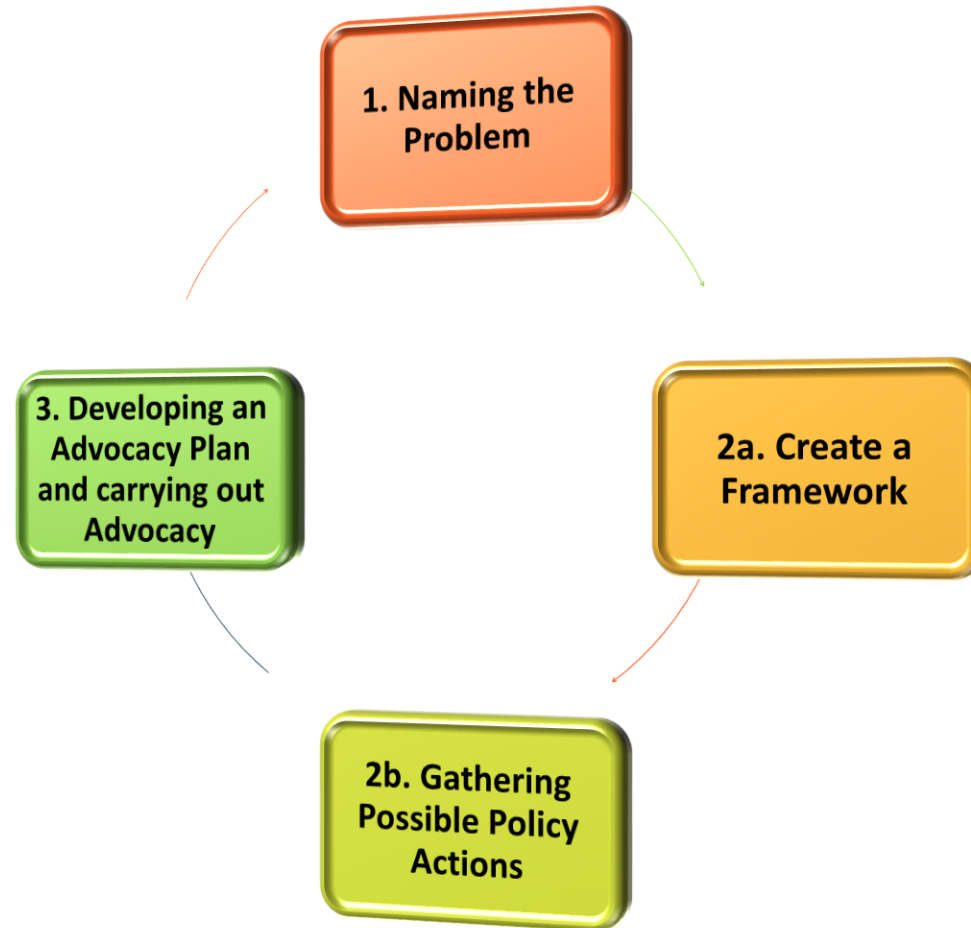 1. Naming the
Problem
2a. Create a
Framework
2b. Gathering
Possible Policy
Actions
3. Developing an
Advocacy Plan
and carrying out
Advocacy